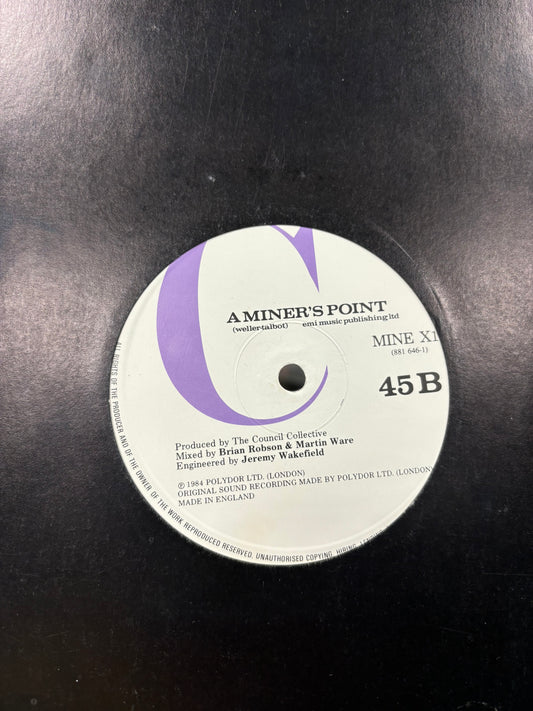 A MINER'S POINT
(weller-talbot) emi music publishing ltd
MINE X1
(881 646-1)
45 B
Produced by The Council Collective
Mixed by Brian Robson & Martin Ware
Engineered by Jeremy Wakefield
℗ 1984 POLYDOR LTD. (LONDON)
ORIGINAL SOUND RECORDING MADE BY POLYDOR LTD. (LONDON)
MADE IN ENGLAND
ALL RIGHTS OF THE PRODUCER AND OF THE OWNER OF THE WORK REPRODUCED RESERVED. UNAUTHORISED COPYING, HIRING,